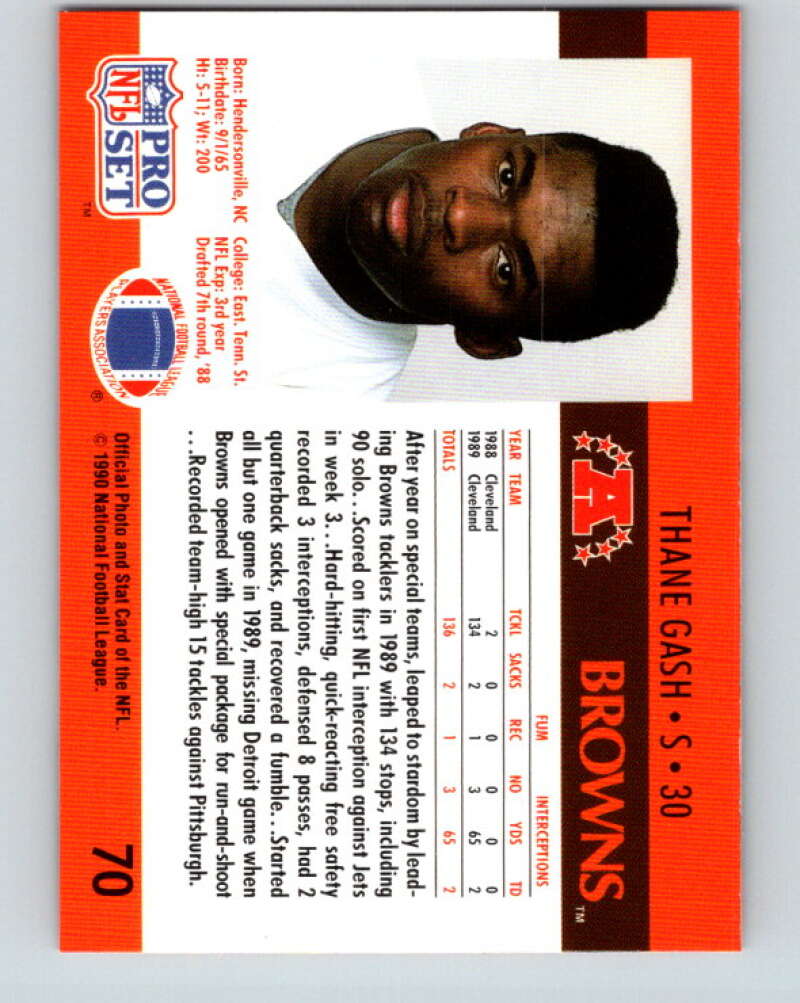 THANE GASH • S • 30
A
BROWNS
TM
FUM INTERCEPTIONS
YEAR TEAM TCKL SACKS REC NO YDS TD
1988 Cleveland 2 0 0 0 0 0
1989 Cleveland 134 2 1 3 65 2
TOTALS 136 2 1 3 65 2
After year on special teams, leaped to stardom by lead-
ing Browns tacklers in 1989 with 134 stops, including
90 solo. . .Scored on first NFL interception against Jets
in week 3. . .Hard-hitting, quick-reacting free safety
recorded 3 interceptions, defensed 8 passes, had 2
quarterback sacks, and recovered a fumble. . .Started
all but one game in 1989, missing Detroit game when
Browns opened with special package for run-and-shoot
. . .Recorded team-high 15 tackles against Pittsburgh.
Born: Hendersonville, NC
Birthdate: 9/1/65
Ht: 5-11; Wt: 200
College: East. Tenn. St.
NFL Exp: 3rd year
Drafted 7th round, '88
NFL
PRO
SET
TM
NATIONAL FOOTBALL LEAGUE
PLAYERS ASSOCIATION
®
Official Photo and Stat Card of the NFL.
© 1990 National Football League.
70